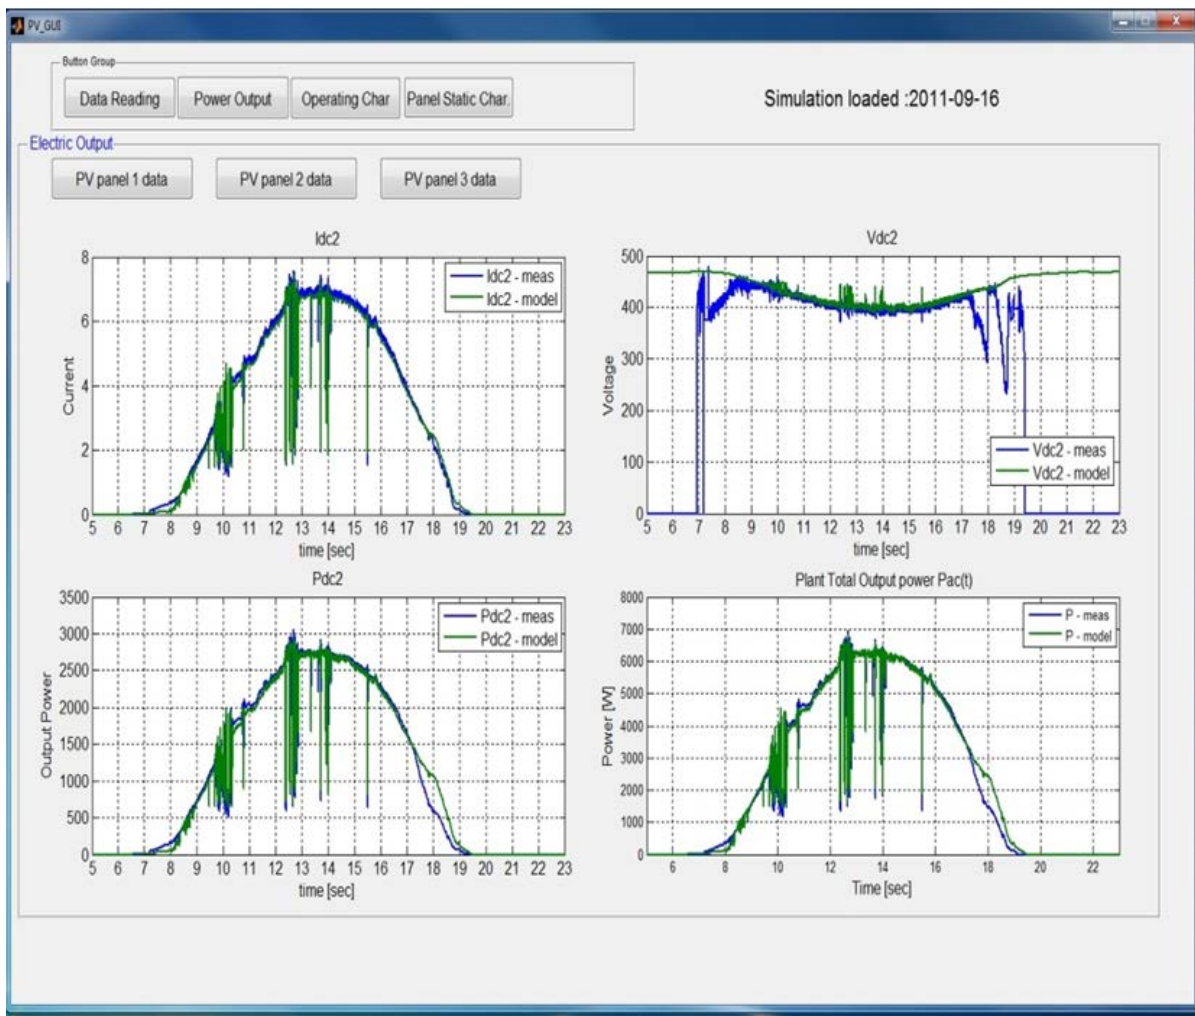 PV_GUI
Button Group
Data Reading Power Output Operating Char Panel Static Char.
Simulation loaded :2011-09-16
Electric Output
PV panel 1 data PV panel 2 data PV panel 3 data
Idc2
8
6
4
2
0
Current
Idc2 - meas
Idc2 - model
5 6 7 8 9 10 11 12 13 14 15 16 17 18 19 20 21 22 23
time [sec]
Vdc2
500
400
300
200
100
0
Voltage
Vdc2 - meas
Vdc2 - model
5 6 7 8 9 10 11 12 13 14 15 16 17 18 19 20 21 22 23
time [sec]
Pdc2
3500
3000
2500
2000
1500
1000
500
0
Output Power
Pdc2 - meas
Pdc2 - model
5 6 7 8 9 10 11 12 13 14 15 16 17 18 19 20 21 22 23
time [sec]
Plant Total Output power Pac(t)
8000
7000
6000
5000
4000
3000
2000
1000
0
Power [W]
P - meas
P - model
6 8 10 12 14 16 18 20 22
Time [sec]